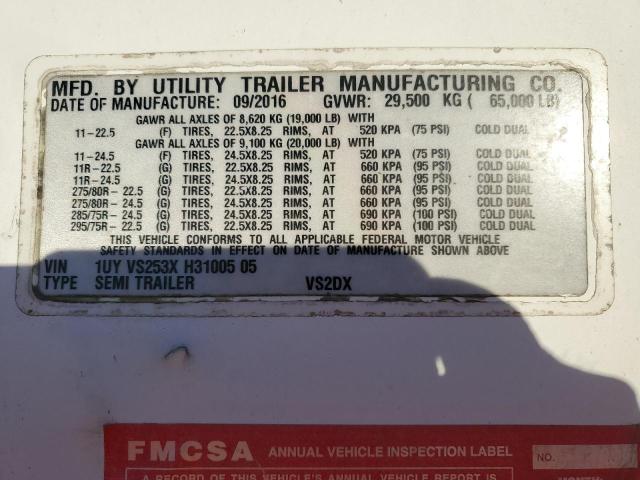 MFD. BY UTILITY TRAILER MANUFACTURING CO.
DATE OF MANUFACTURE: 09/2016 GVWR: 29,500 KG ( 65,000 LB)
GAWR ALL AXLES OF 8,620 KG (19,000 LB) WITH
11-22.5 (F) TIRES, 22.5X8.25 RIMS, AT 520 KPA (75 PSI) COLD DUAL
GAWR ALL AXLES OF 9,100 KG (20,000 LB) WITH
11-24.5 (F) TIRES, 24.5X8.25 RIMS, AT 520 KPA (75 PSI) COLD DUAL
11R-22.5 (G) TIRES, 22.5X8.25 RIMS, AT 660 KPA (95 PSI) COLD DUAL
11R-24.5 (G) TIRES, 24.5X8.25 RIMS, AT 660 KPA (95 PSI) COLD DUAL
275/80R-22.5 (G) TIRES, 22.5X8.25 RIMS, AT 660 KPA (95 PSI) COLD DUAL
275/80R-24.5 (G) TIRES, 24.5X8.25 RIMS, AT 660 KPA (95 PSI) COLD DUAL
285/75R-24.5 (G) TIRES, 24.5X8.25 RIMS, AT 690 KPA (100 PSI) COLD DUAL
295/75R-22.5 (G) TIRES, 22.5X8.25 RIMS, AT 690 KPA (100 PSI) COLD DUAL
THIS VEHICLE CONFORMS TO ALL APPLICABLE FEDERAL MOTOR VEHICLE
SAFETY STANDARDS IN EFFECT ON DATE OF MANUFACTURE SHOWN ABOVE
VIN 1UY VS253X H31005 05
TYPE SEMI TRAILER VS2DX
FMCSA ANNUAL VEHICLE INSPECTION LABEL NO.
A RECORD OF THIS VEHICLE'S ANNUAL VEHICLE REPORT IS MONTH: